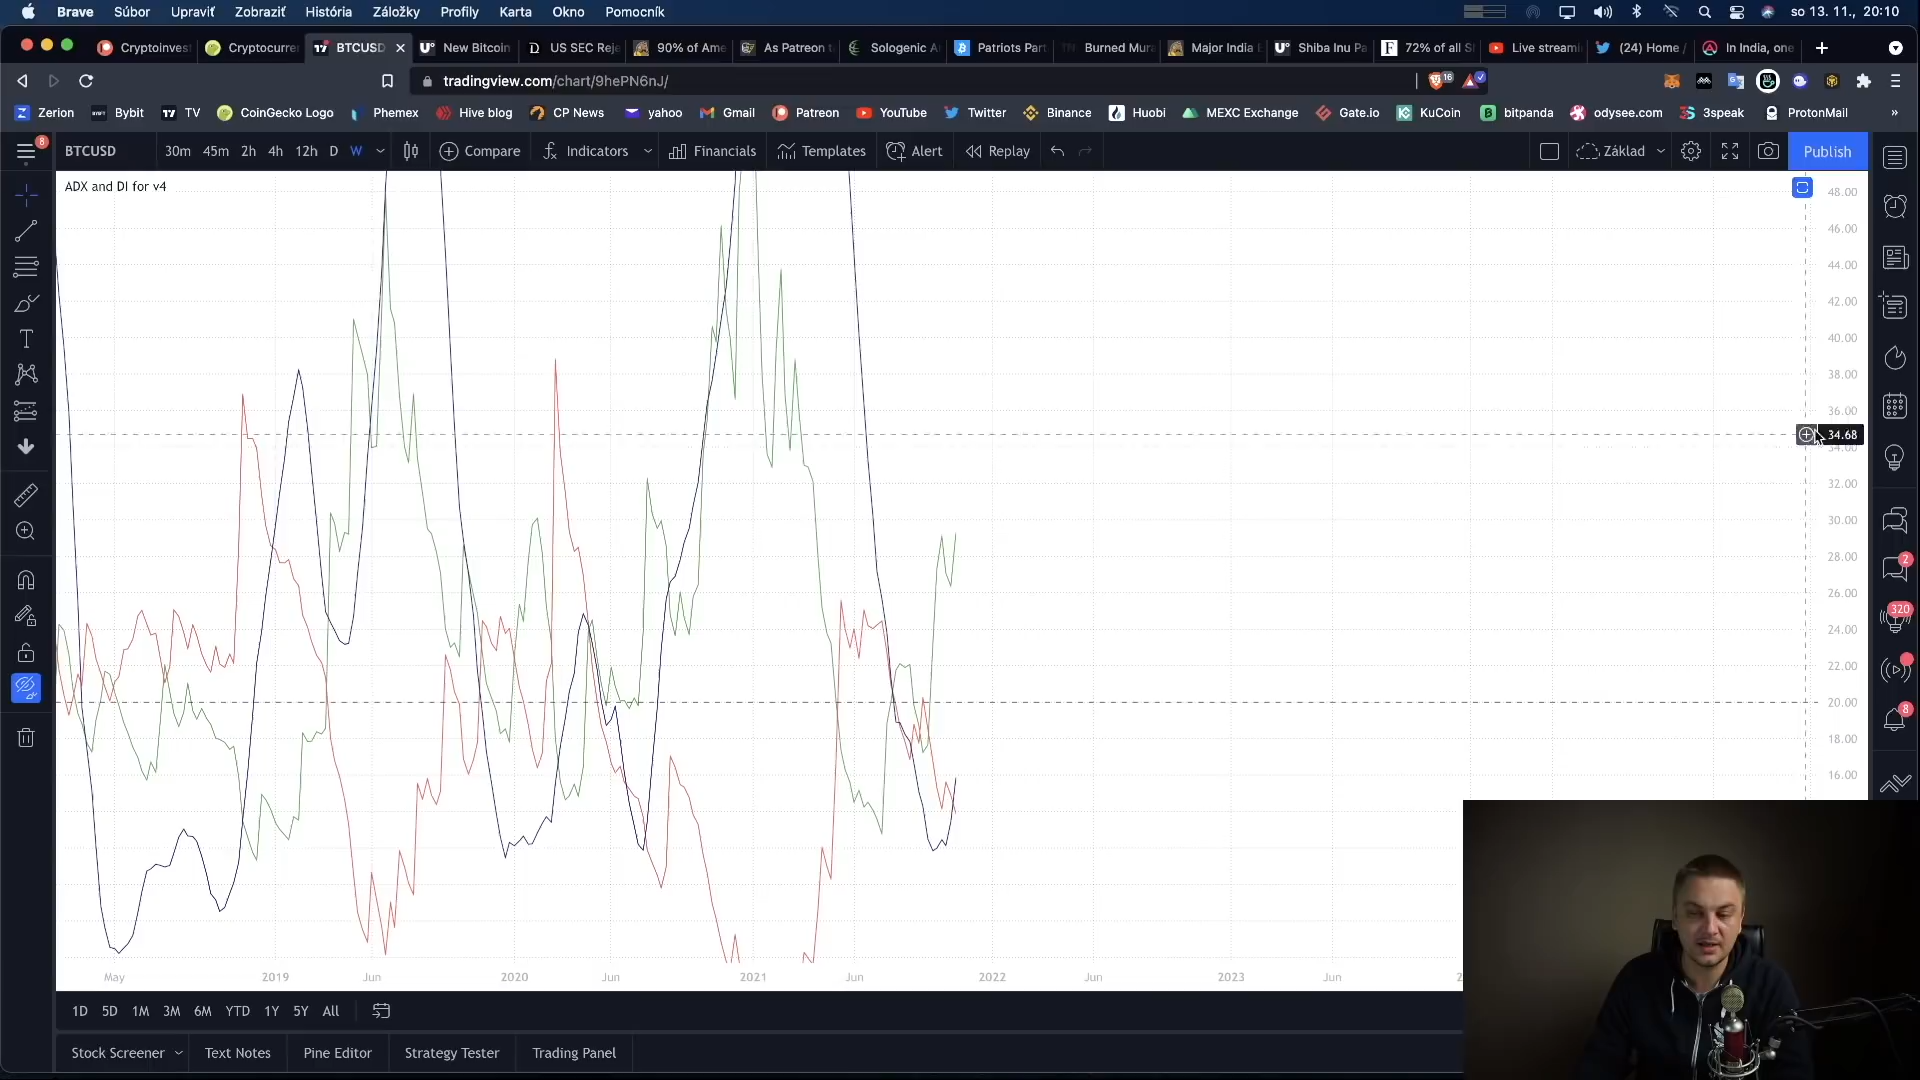 Brave Súbor Upraviť Zobraziť História Záložky Profily Karta Okno Pomocník so 13. 11., 20:10
Cryptoinves Cryptocurre BTCUSD New Bitcoin US SEC Reje 90% of Ame As Patreon t Sologenic A Patriots Part Burned Mura Major India Shiba Inu Pa 72% of all S Live streami (24) Home / In India, one
tradingview.com/chart/9hePN6nJ/ 16
Zerion Bybit TV CoinGecko Logo Phemex Hive blog CP News yahoo Gmail Patreon YouTube Twitter Binance Huobi MEXC Exchange Gate.io KuCoin bitpanda odysee.com 3speak ProtonMail »
8 BTCUSD 30m 45m 2h 4h 12h D W Compare Indicators Financials Templates Alert Replay Základ Publish
ADX and DI for v4
48.00
46.00
44.00
42.00
40.00
38.00
36.00
34.68
34.00
32.00
30.00
28.00
26.00
24.00
22.00
20.00
18.00
16.00
2
320
8
May 2019 Jun 2020 Jun 2021 Jun 2022 Jun 2023 Jun 2
1D 5D 1M 3M 6M YTD 1Y 5Y All
Stock Screener Text Notes Pine Editor Strategy Tester Trading Panel